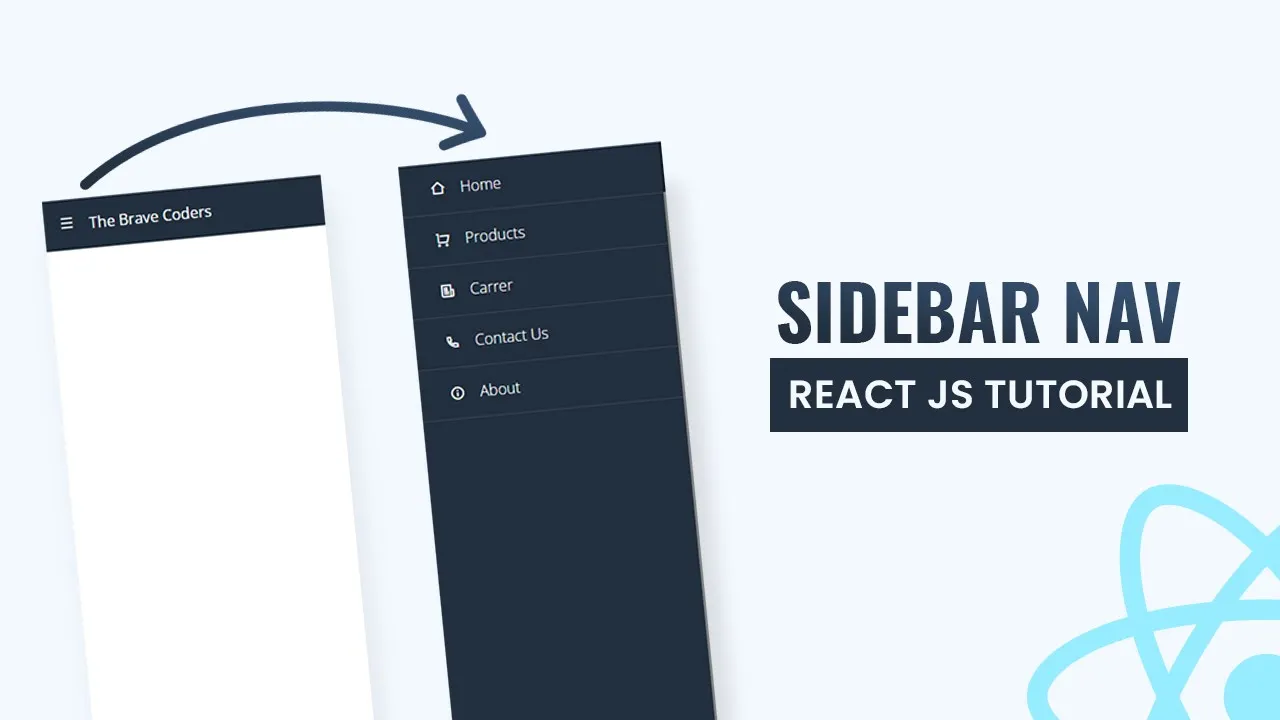 The Brave Coders
Home
Products
Carrer
Contact Us
About
SIDEBAR NAV
REACT JS TUTORIAL